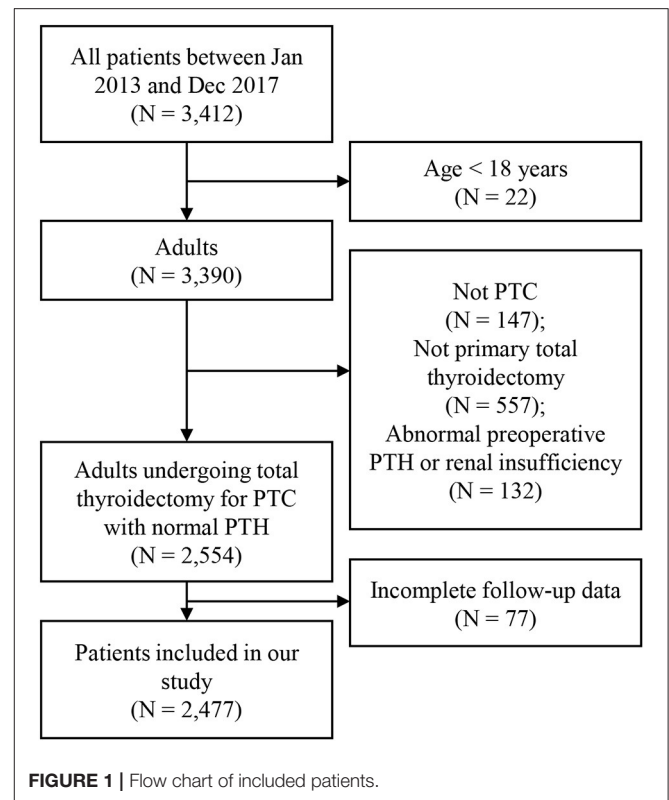 All patients between Jan
2013 and Dec 2017
(N = 3,412)
Age < 18 years
(N = 22)
Adults
(N = 3,390)
Not PTC
(N = 147);
Not primary total
thyroidectomy
(N = 557);
Abnormal preoperative
PTH or renal insufficiency
(N = 132)
Adults undergoing total
thyroidectomy for PTC
with normal PTH
(N = 2,554)
Incomplete follow-up data
(N = 77)
Patients included in our
study
(N = 2,477)
FIGURE 1 | Flow chart of included patients.